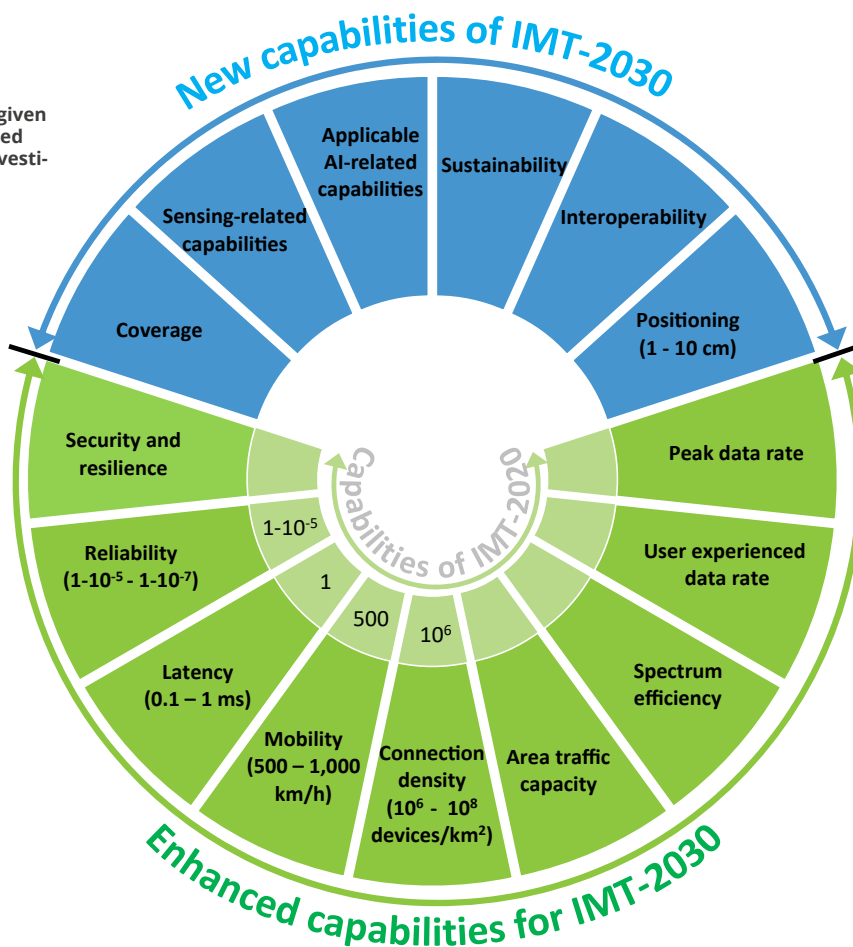 New capabilities of IMT-2030
given
ed
vesti-
Applicable
AI-related
capabilities
Sustainability
Sensing-related
capabilities
Interoperability
Coverage
Positioning
(1 - 10 cm)
Security and
resilience
Capabilities of IMT-2020
Peak data rate
1-10⁻⁵
Reliability
(1-10⁻⁵ - 1-10⁻⁷)
User experienced
data rate
1
500
10⁶
Latency
(0.1 – 1 ms)
Spectrum
efficiency
Mobility
(500 – 1,000
km/h)
Connection
density
(10⁶ - 10⁸
devices/km²)
Area traffic
capacity
Enhanced capabilities for IMT-2030